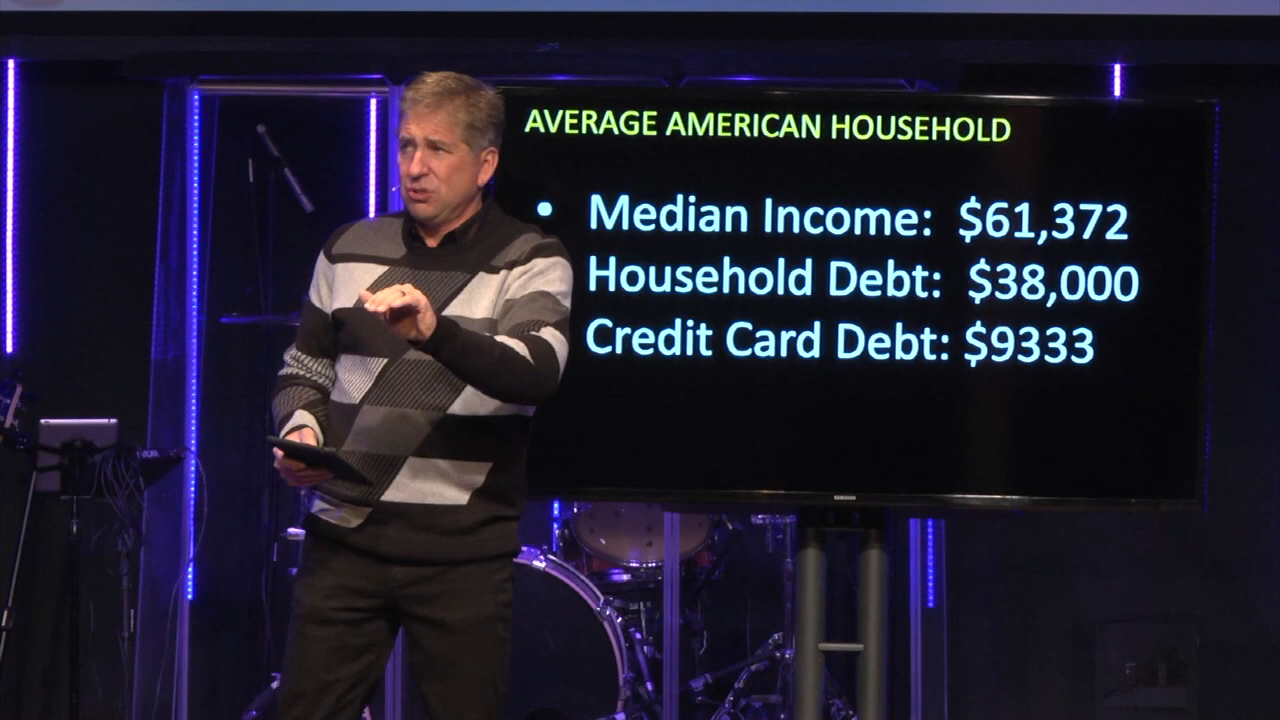 AVERAGE AMERICAN HOUSEHOLD
• Median Income: $61,372
Household Debt: $38,000
Credit Card Debt: $9333